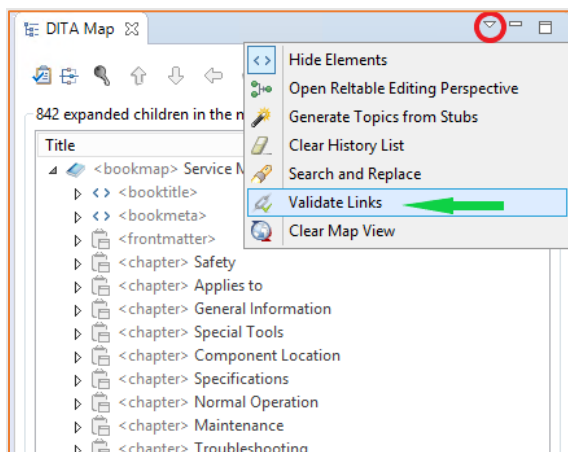 DITA Map
Hide Elements
Open Reltable Editing Perspective
Generate Topics from Stubs
Clear History List
Search and Replace
Validate Links
Clear Map View
842 expanded children in the
Title
<bookmap> Service
<booktitle>
<bookmeta>
<frontmatter>
<chapter> Safety
<chapter> Applies to
<chapter> General Information
<chapter> Special Tools
<chapter> Component Location
<chapter> Specifications
<chapter> Normal Operation
<chapter> Maintenance
<chapter> Troubleshooting